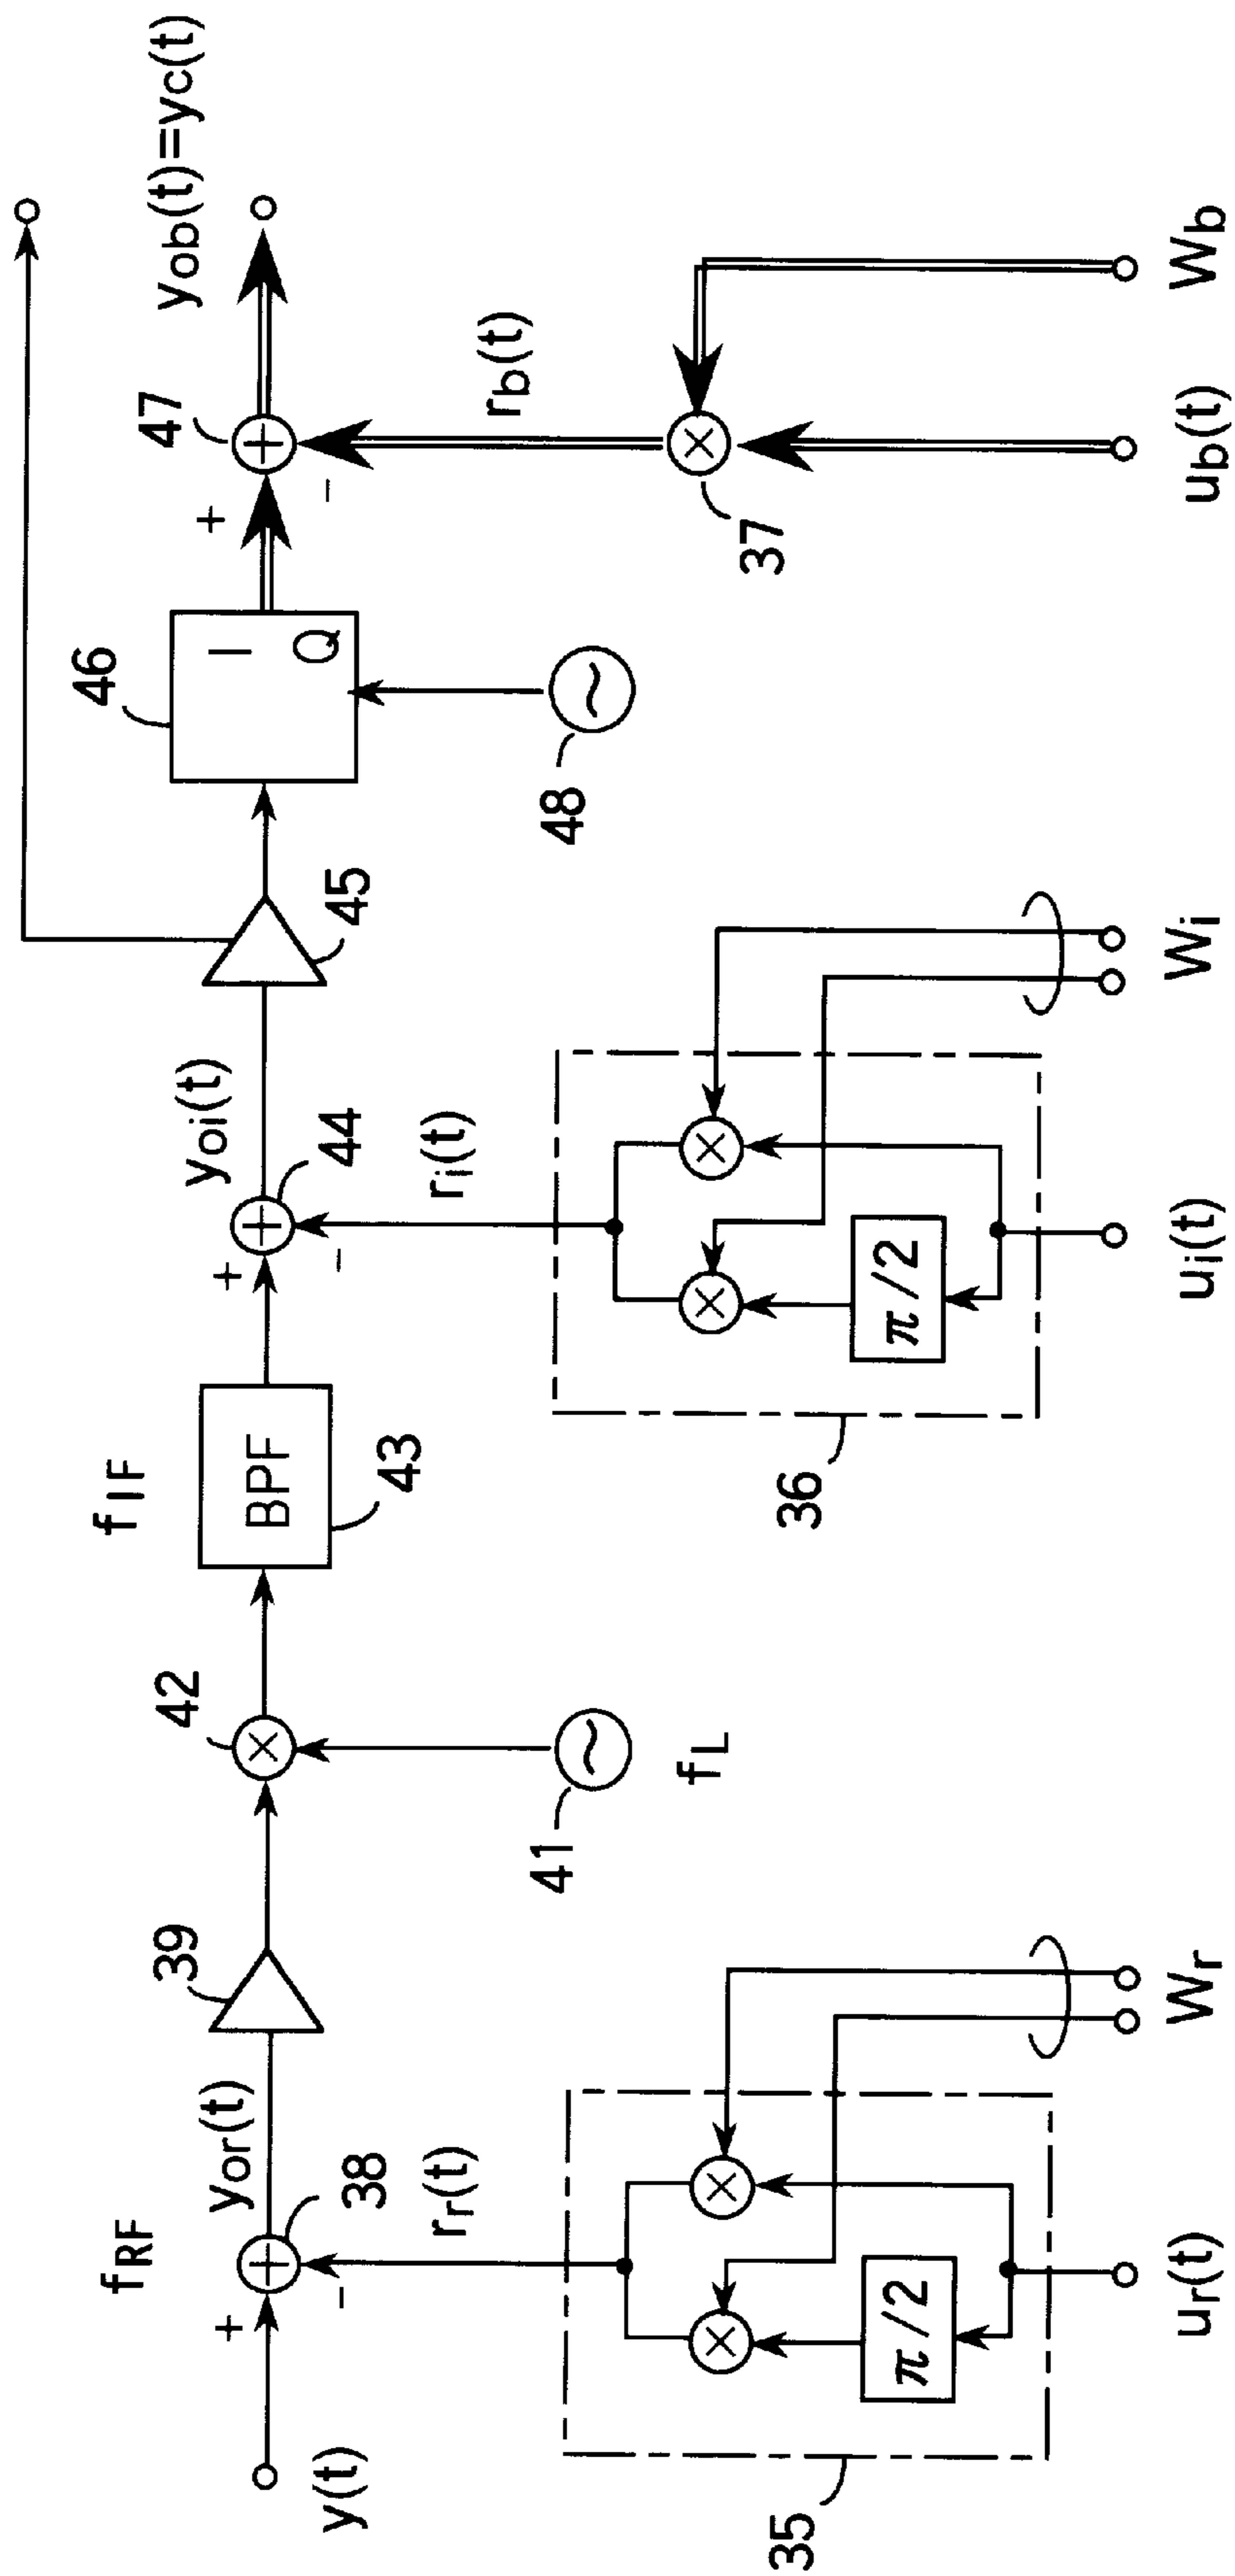 fRF
fIF
yob(t)=yc(t)
y(t)
+
−
38
yor(t)
39
42
BPF
43
+
−
44
yoi(t)
45
46
I
Q
+
−
47
rr(t)
41
fL
ri(t)
48
rb(t)
37
35
π/2
36
π/2
ur(t)
Wr
ui(t)
Wi
ub(t)
Wb